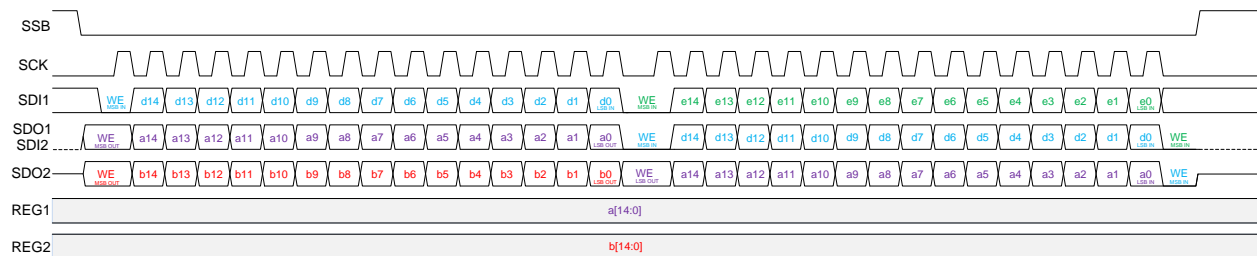 SSB
SCK
SDI1 WE d14 d13 d12 d11 d10 d9 d8 d7 d6 d5 d4 d3 d2 d1 d0 WE e14 e13 e12 e11 e10 e9 e8 e7 e6 e5 e4 e3 e2 e1 e0
MSB IN LSB IN MSB IN LSB IN
SDO1 WE a14 a13 a12 a11 a10 a9 a8 a7 a6 a5 a4 a3 a2 a1 a0 WE d14 d13 d12 d11 d10 d9 d8 d7 d6 d5 d4 d3 d2 d1 d0 WE
SDI2 MSB OUT LSB OUT MSB IN LSB IN MSB IN
SDO2 WE b14 b13 b12 b11 b10 b9 b8 b7 b6 b5 b4 b3 b2 b1 b0 WE a14 a13 a12 a11 a10 a9 a8 a7 a6 a5 a4 a3 a2 a1 a0 WE
MSB OUT LSB OUT LSB OUT LSB IN MSB IN
REG1 a[14:0]
REG2 b[14:0]